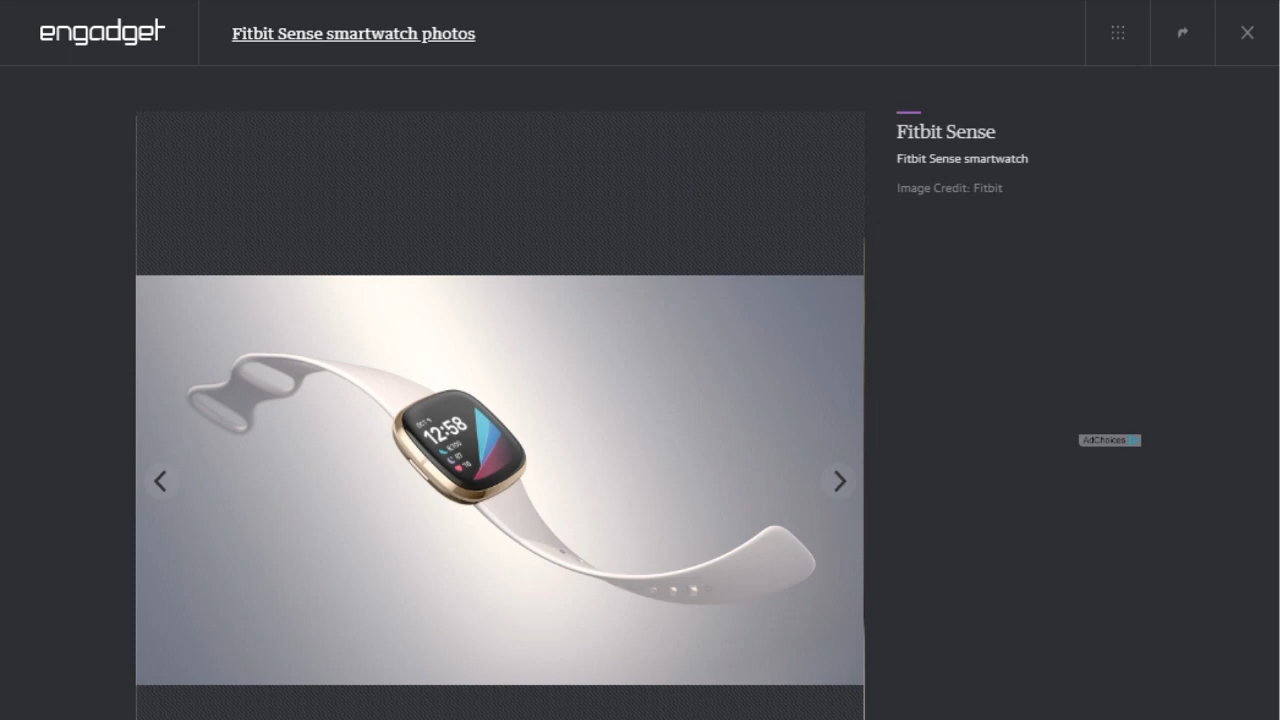 engadget
Fitbit Sense smartwatch photos
Fitbit Sense
Fitbit Sense smartwatch
Image Credit: Fitbit
12:58
AdChoices